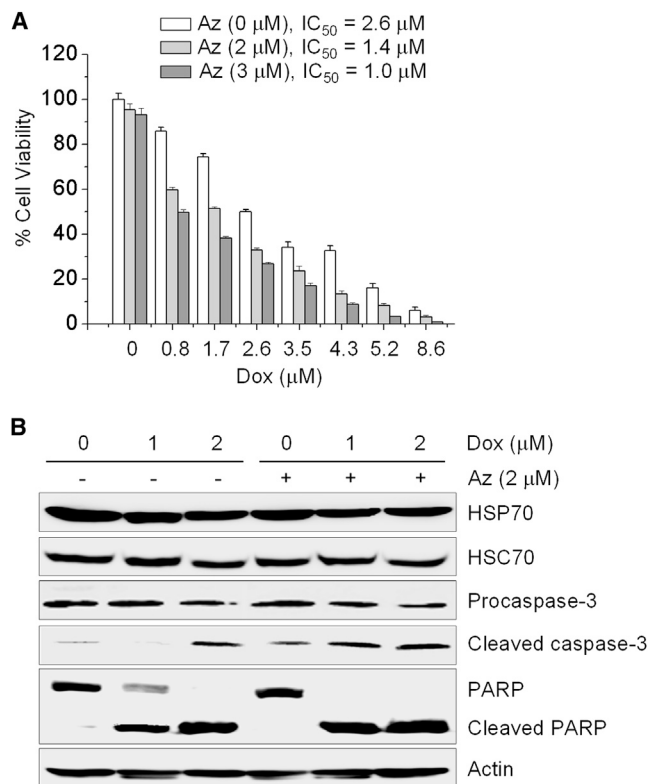 A
Az (0 μM), IC50 = 2.6 μM
Az (2 μM), IC50 = 1.4 μM
Az (3 μM), IC50 = 1.0 μM
% Cell Viability
120
100
80
60
40
20
0
0 0.8 1.7 2.6 3.5 4.3 5.2 8.6
Dox (μM)
B
0 1 2 0 1 2 Dox (μM)
- - - + + + Az (2 μM)
HSP70
HSC70
Procaspase-3
Cleaved caspase-3
PARP
Cleaved PARP
Actin